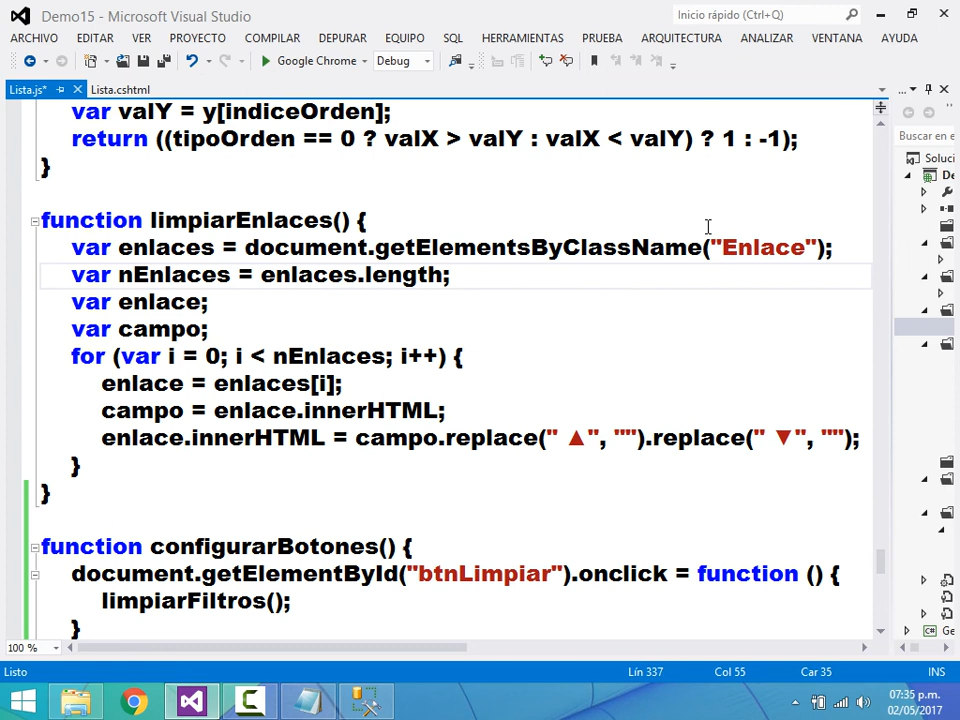 Demo15 - Microsoft Visual Studio
Inicio rápido (Ctrl+Q)
ARCHIVO EDITAR VER PROYECTO COMPILAR DEPURAR EQUIPO SQL HERRAMIENTAS PRUEBA ARQUITECTURA ANALIZAR VENTANA AYUDA
Google Chrome Debug
Lista.js* Lista.cshtml
var valY = y[indiceOrden];
return ((tipoOrden == 0 ? valX > valY : valX < valY) ? 1 : -1);
}
function limpiarEnlaces() {
var enlaces = document.getElementsByClassName("Enlace");
var nEnlaces = enlaces.length;
var enlace;
var campo;
for (var i = 0; i < nEnlaces; i++) {
enlace = enlaces[i];
campo = enlace.innerHTML;
enlace.innerHTML = campo.replace(" ▲", "").replace(" ▼", "");
}
}
function configurarBotones() {
document.getElementById("btnLimpiar").onclick = function () {
limpiarFiltros();
}
Buscar en e
Soluci
De
C# Ge
100 %
Listo Lín 337 Col 55 Car 35 INS
07:35 p.m.
02/05/2017